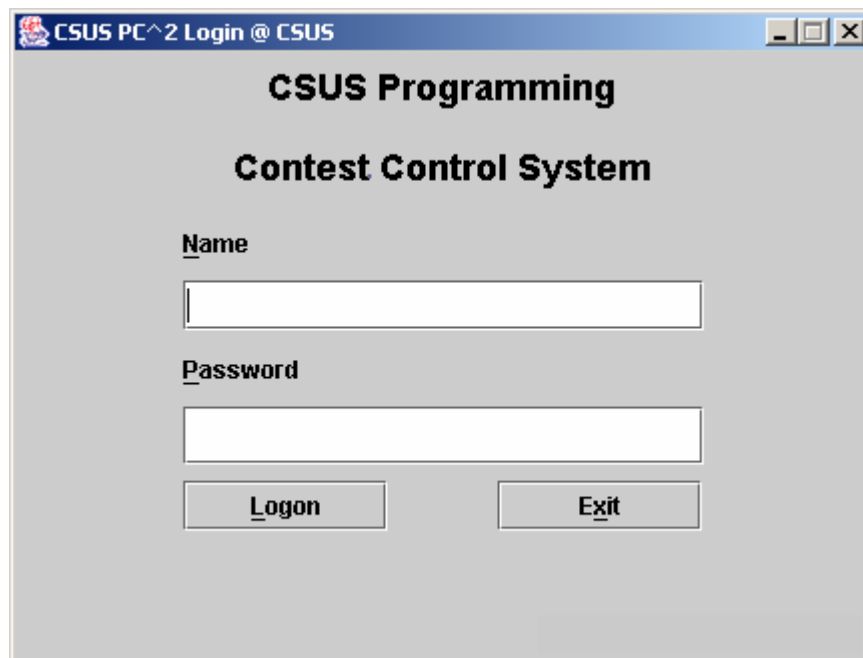 CSUS PC^2 Login @ CSUS
CSUS Programming
Contest Control System
Name
Password
Logon
Exit